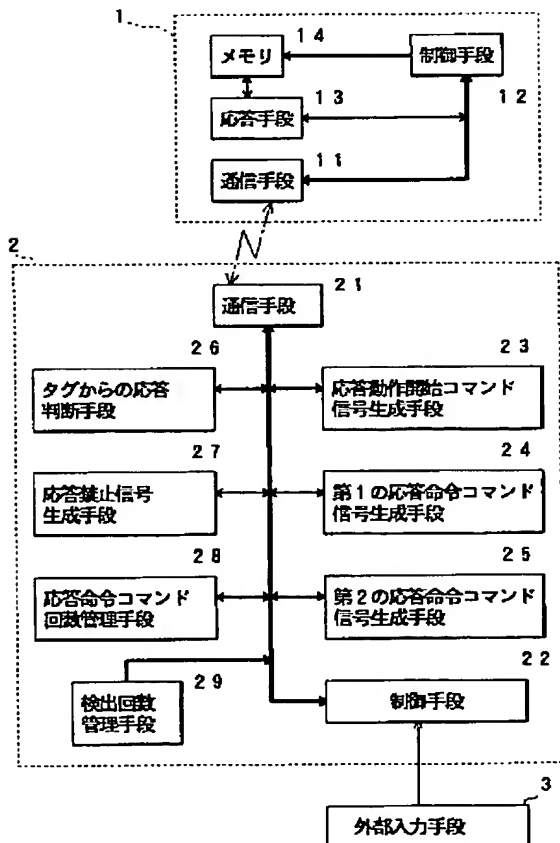 1
14
メモリ
制御手段
13
12
応答手段
11
通信手段
2
21
通信手段
26
23
タグからの応答
判断手段
応答動作開始コマンド
信号生成手段
27
24
応答禁止信号
生成手段
第1の応答命令コマンド
信号生成手段
28
25
応答命令コマンド
回数管理手段
第2の応答命令コマンド
信号生成手段
29
22
検出回数
管理手段
制御手段
3
外部入力手段